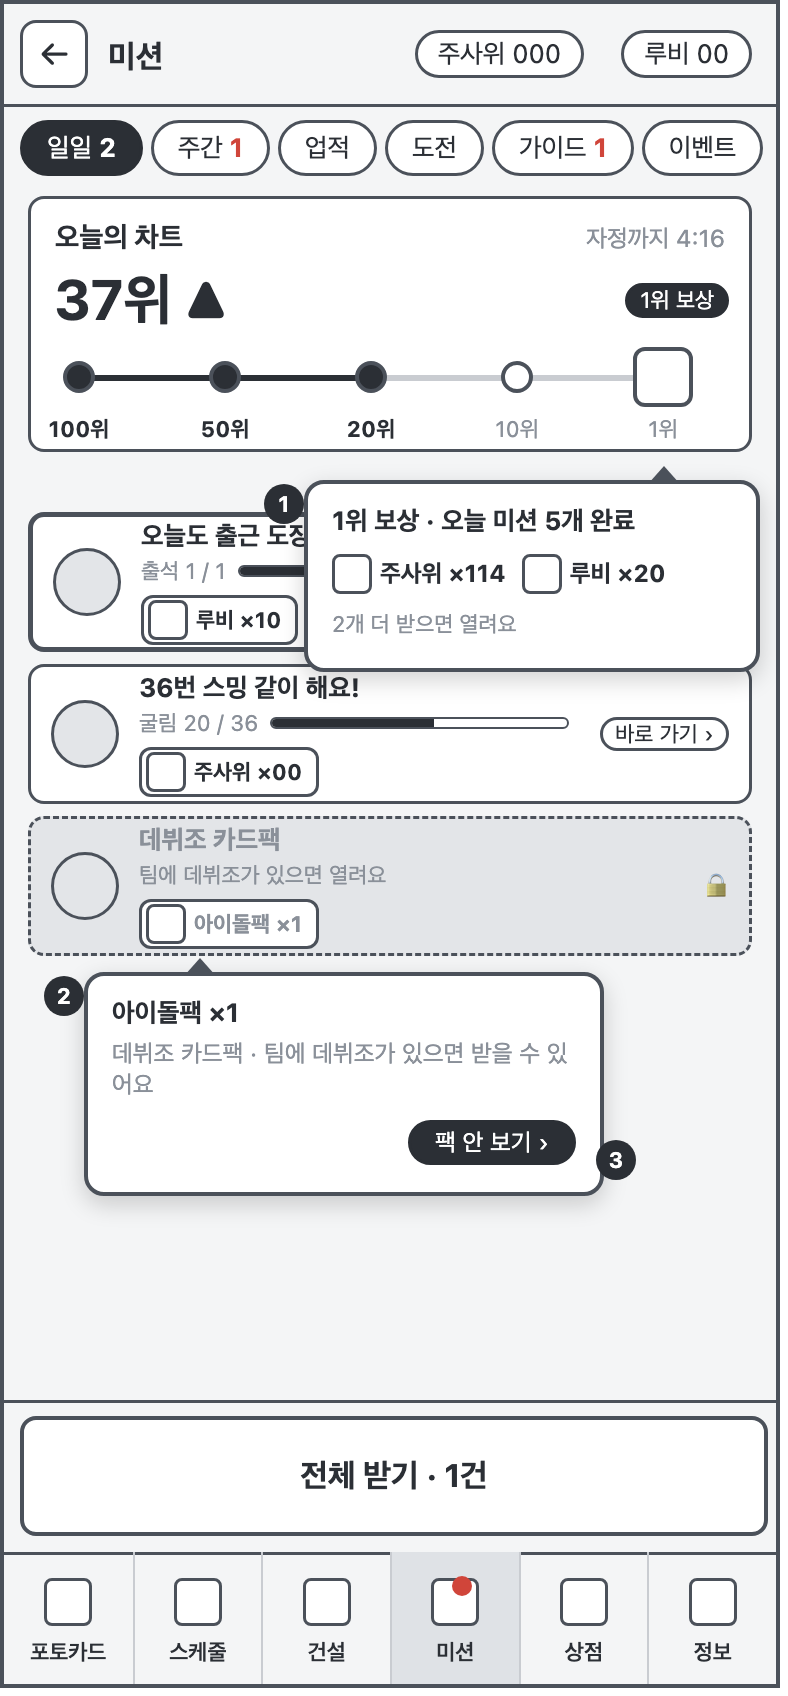 미션
주사위 000
루비 00
일일 2
주간 1
업적
도전
가이드 1
이벤트
오늘의 차트
자정까지 4:16
37위
1위 보상
100위
50위
20위
10위
1위
1
1위 보상 · 오늘 미션 5개 완료
주사위 ×114
루비 ×20
2개 더 받으면 열려요
오늘도 출근 도장
출석 1 / 1
루비 ×10
36번 스밍 같이 해요!
굴림 20 / 36
바로 가기 ›
주사위 ×00
데뷔조 카드팩
팀에 데뷔조가 있으면 열려요
아이돌팩 ×1
2
아이돌팩 ×1
데뷔조 카드팩 · 팀에 데뷔조가 있으면 받을 수 있
어요
팩 안 보기 ›
3
전체 받기 · 1건
포토카드
스케줄
건설
미션
상점
정보